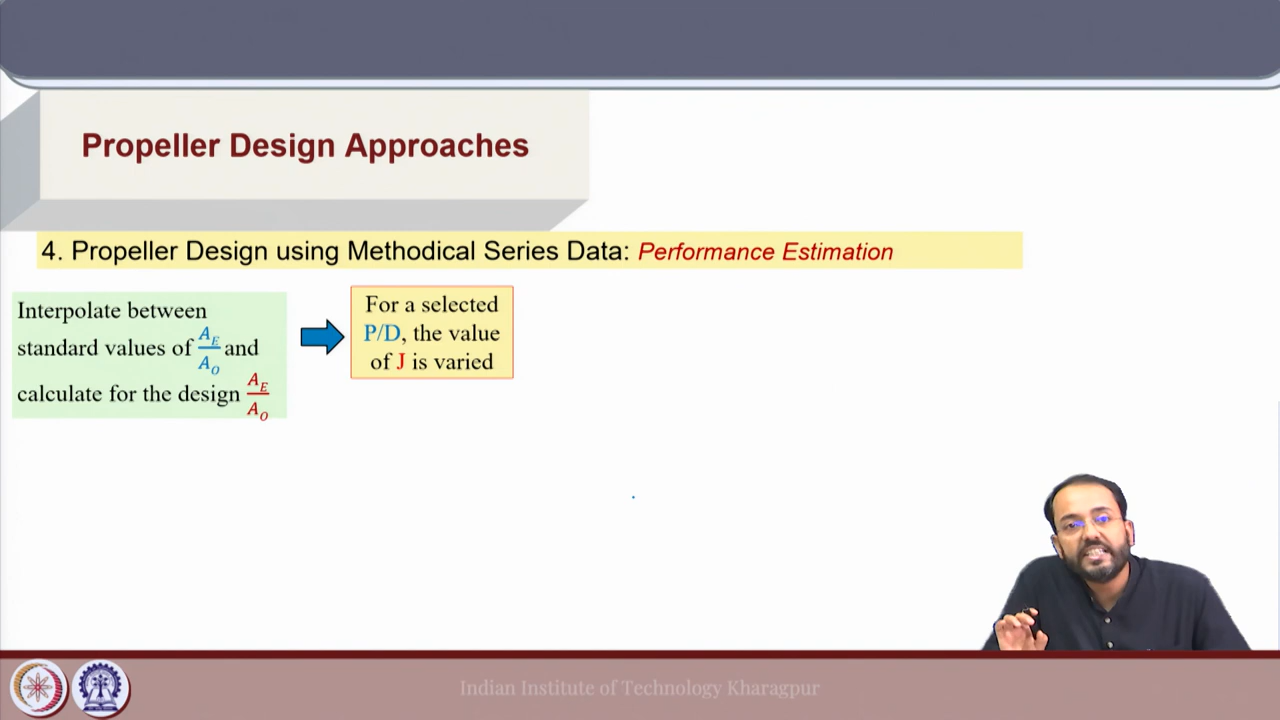 Propeller Design Approaches
4. Propeller Design using Methodical Series Data: Performance Estimation
Interpolate between
standard values of A_E/A_O and
calculate for the design A_E/A_O
For a selected
P/D, the value
of J is varied
Indian Institute of Technology Kharagpur